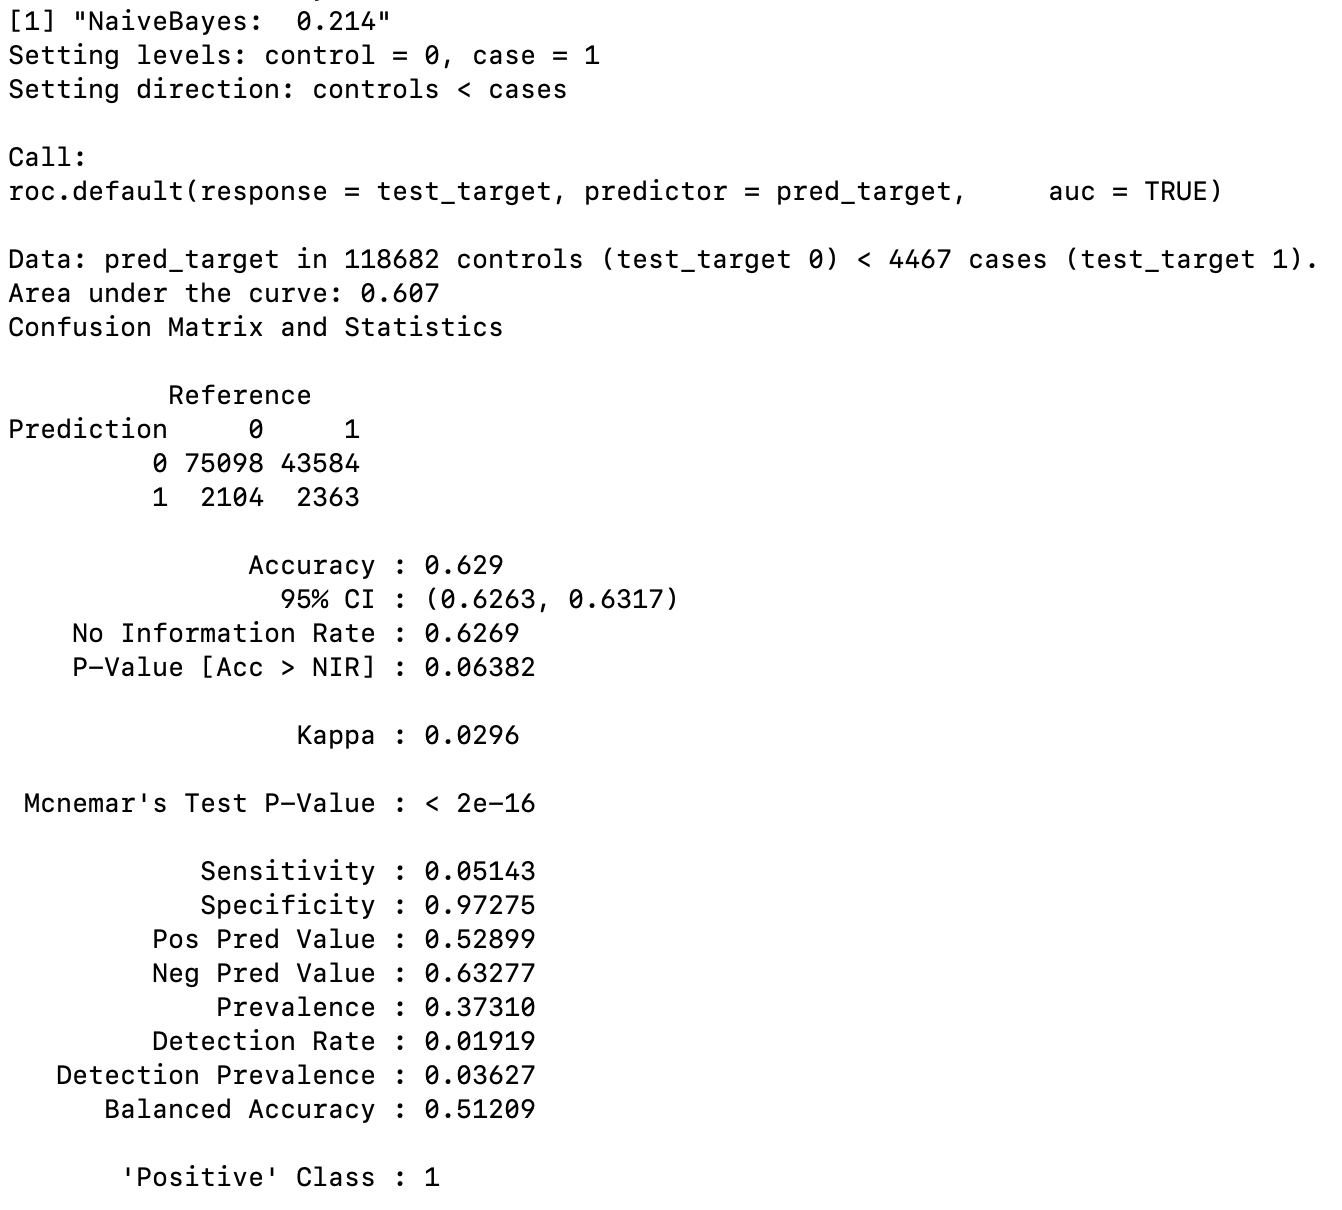 [1] "NaiveBayes:  0.214"
Setting levels: control = 0, case = 1
Setting direction: controls < cases
Call:
roc.default(response = test_target, predictor = pred_target,     auc = TRUE)
Data: pred_target in 118682 controls (test_target 0) < 4467 cases (test_target 1).
Area under the curve: 0.607
Confusion Matrix and Statistics
          Reference
Prediction     0     1
         0 75098 43584
         1  2104  2363
               Accuracy : 0.629
                 95% CI : (0.6263, 0.6317)
    No Information Rate : 0.6269
    P-Value [Acc > NIR] : 0.06382
                  Kappa : 0.0296
 Mcnemar's Test P-Value : < 2e-16
            Sensitivity : 0.05143
            Specificity : 0.97275
         Pos Pred Value : 0.52899
         Neg Pred Value : 0.63277
             Prevalence : 0.37310
         Detection Rate : 0.01919
   Detection Prevalence : 0.03627
      Balanced Accuracy : 0.51209
       'Positive' Class : 1